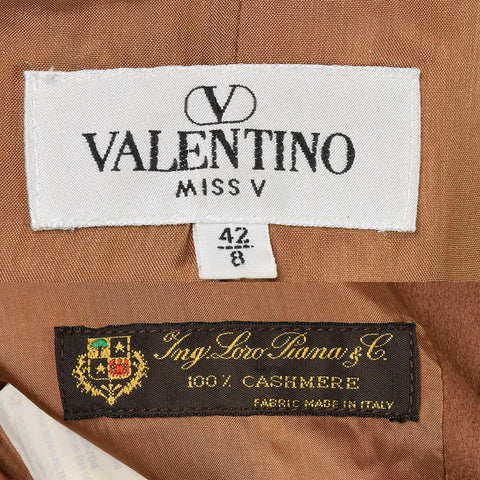 V
VALENTINO
MISS V
42
8
Ing. Loro Piana & C.
100% CASHMERE
FABRIC MADE IN ITALY